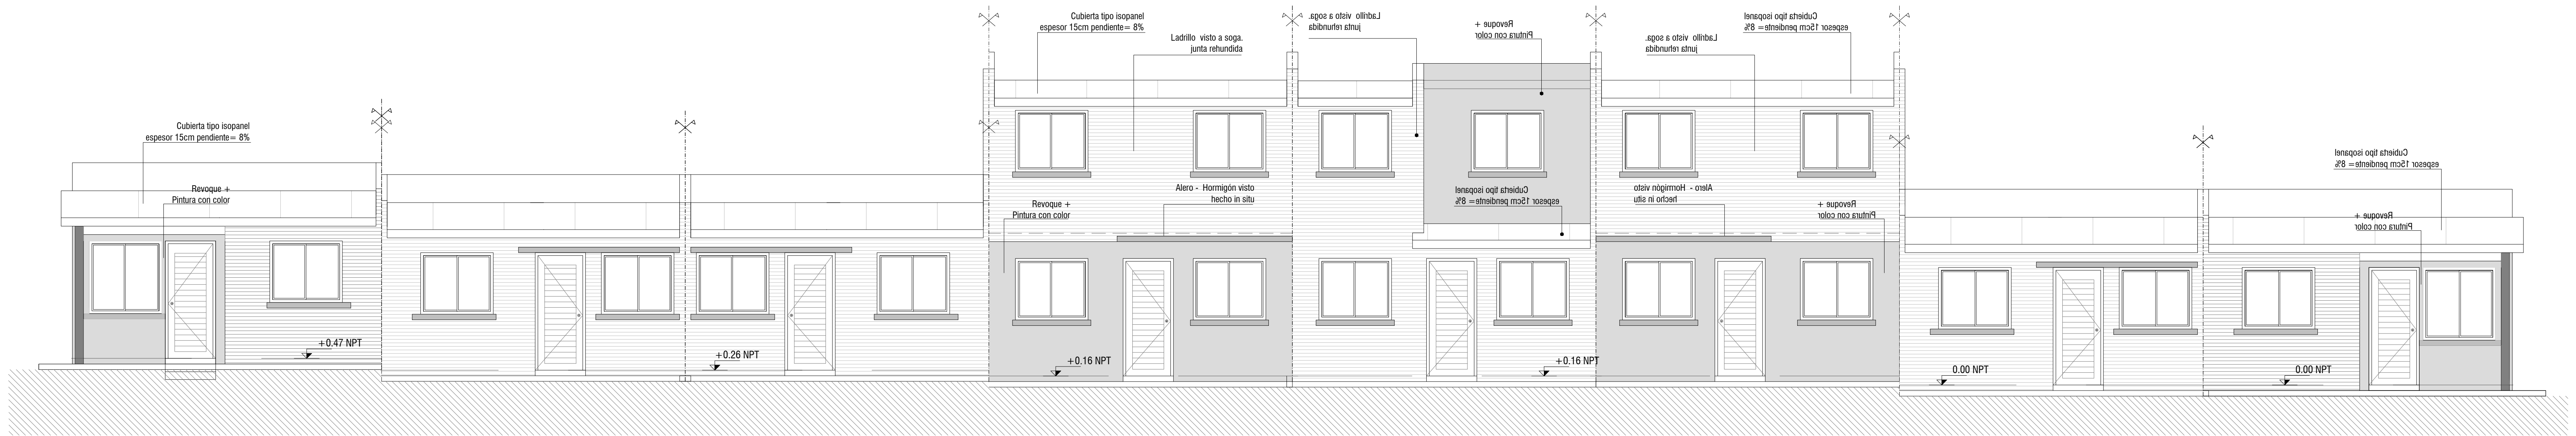 Cubierta tipo isopanel
espesor 15cm pendiente= 8%
Ladrillo  visto a soga.
junta rehundida
Ladrillo  visto a soga.
junta rehundida
Revoque +
Pintura con color
Cubierta tipo isopanel
espesor 15cm pendiente= 8%
Ladrillo  visto a soga.
junta rehundida
Cubierta tipo isopanel
espesor 15cm pendiente= 8%
Cubierta tipo isopanel
espesor 15cm pendiente= 8%
Revoque +
Pintura con color
Alero -  Hormigón visto
hecho in situ
Revoque +
Pintura con color
Cubierta tipo isopanel
espesor 15cm pendiente= 8%
Alero -  Hormigón visto
hecho in situ
Revoque +
Pintura con color
Revoque +
Pintura con color
+0.47 NPT
+0.26 NPT
+0.16 NPT
+0.16 NPT
0.00 NPT
0.00 NPT